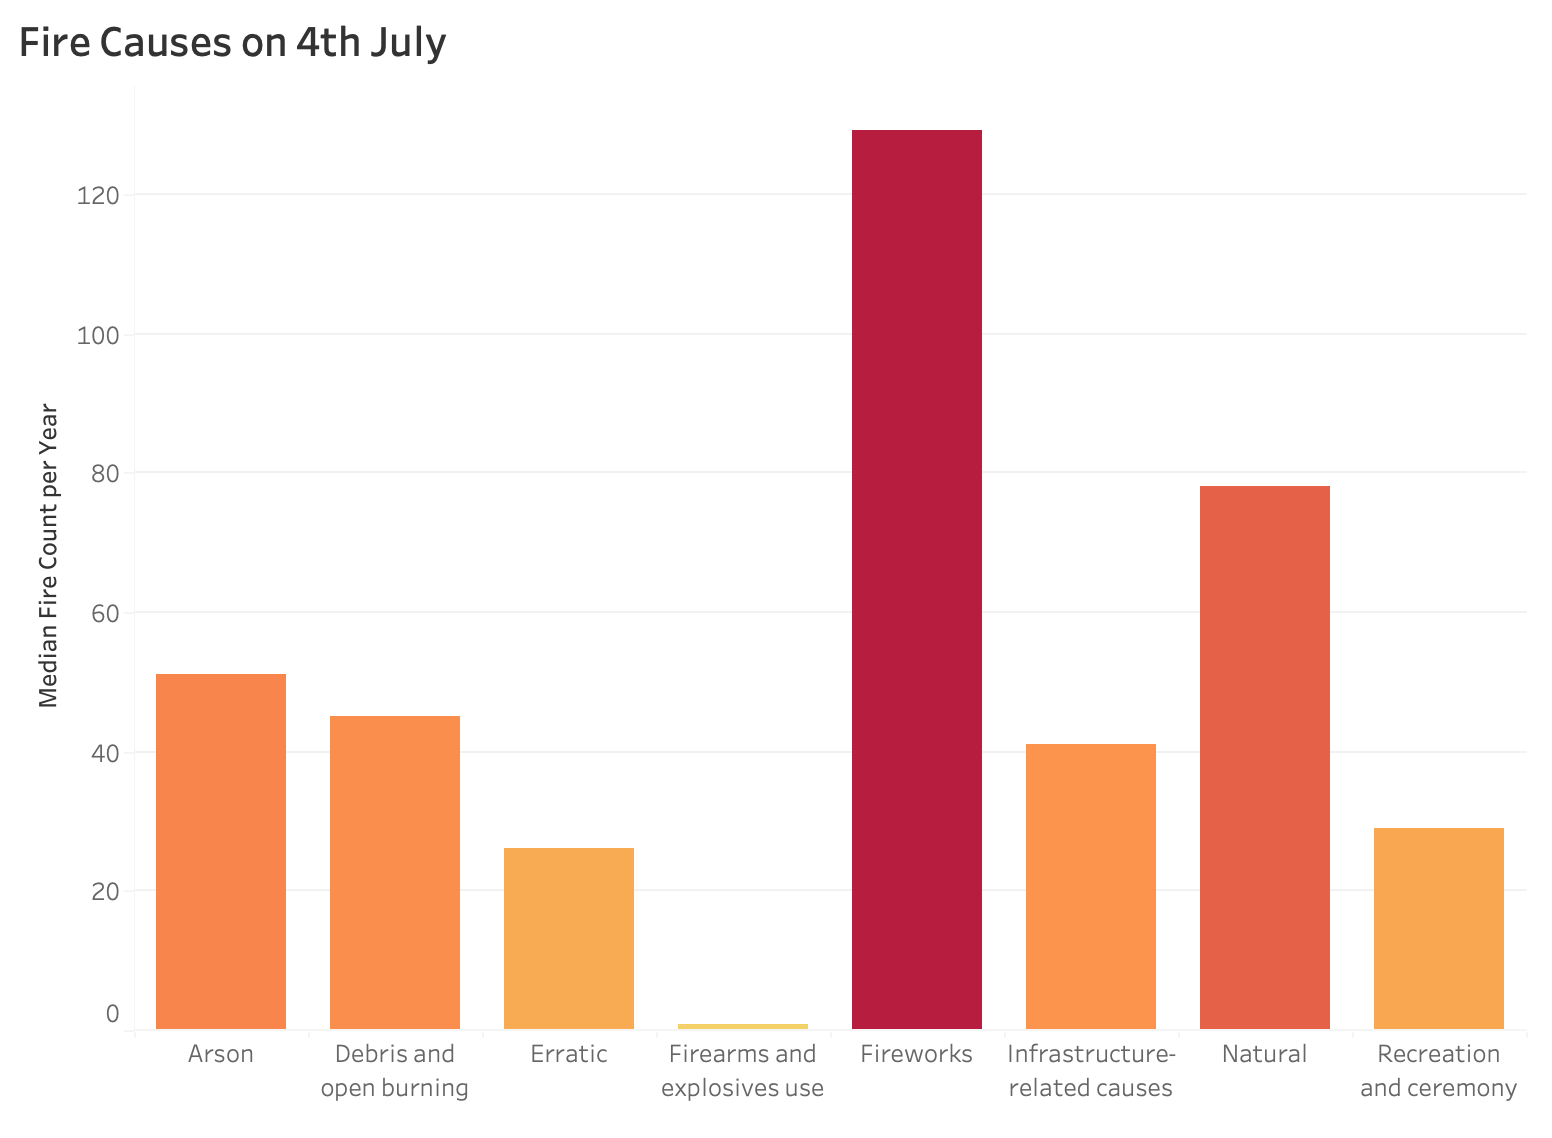 Fire Causes on 4th July
Median Fire Count per Year
120
100
80
60
40
20
0
Arson
Debris and
open burning
Erratic
Firearms and
explosives use
Fireworks
Infrastructure-
related causes
Natural
Recreation
and ceremony